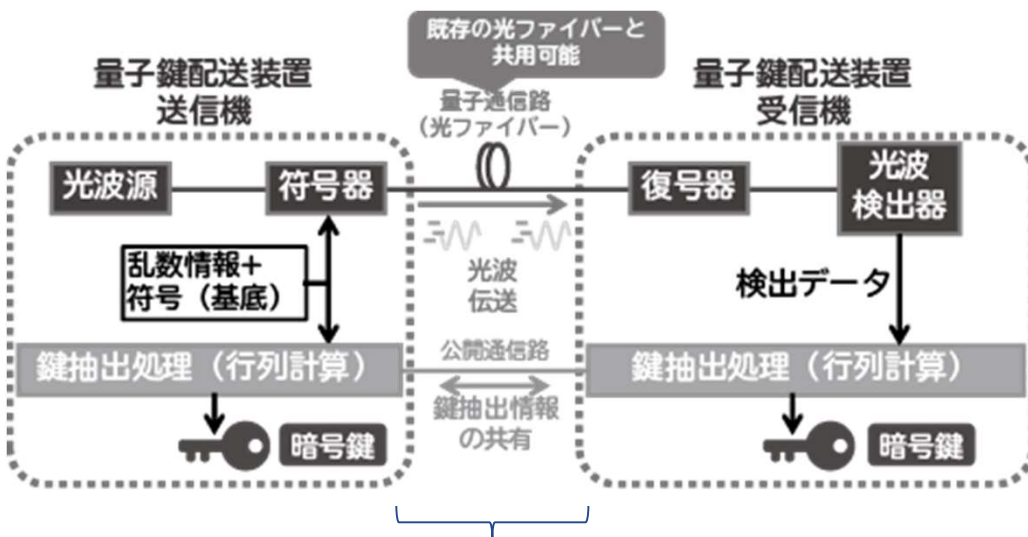 既存の光ファイバーと
共用可能
量子鍵配送装置
送信機
量子通信路
(光ファイバー)
量子鍵配送装置
受信機
光波源
符号器
復号器
光波
検出器
乱数情報+
符号(基底)
光波
伝送
検出データ
鍵抽出処理(行列計算)
公開通信路
鍵抽出処理(行列計算)
鍵抽出情報
の共有
暗号鍵
暗号鍵